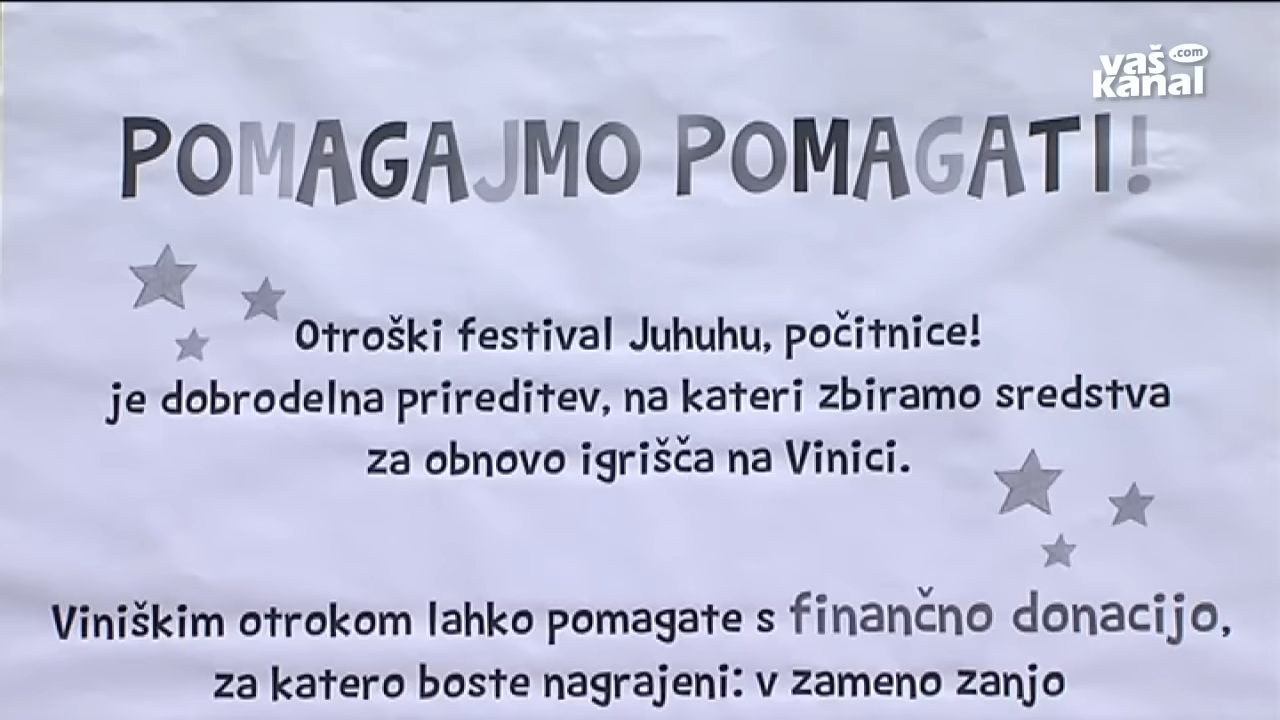 vaš .com
kanal
POMAGAJMO POMAGATI!
Otroški festival Juhuhu, počitnice!
je dobrodelna prireditev, na kateri zbiramo sredstva
za obnovo igrišča na Vinici.
Viniškim otrokom lahko pomagate s finančno donacijo,
za katero boste nagrajeni: v zameno zanjo